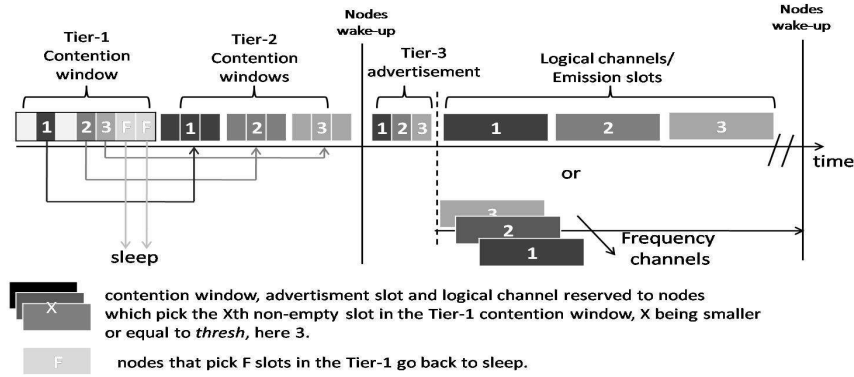 Nodes
wake-up
Nodes
wake-up
Tier-1
Contention
window
Tier-2
Contention
windows
Tier-3
advertisement
Logical channels/
Emission slots
1 2 3 F F
1 2 3
1 2 3
1 2 3
time
or
3
2
1
Frequency
channels
sleep
X
contention window, advertisment slot and logical channel reserved to nodes
which pick the Xth non-empty slot in the Tier-1 contention window, X being smaller
or equal to thresh, here 3.
F
nodes that pick F slots in the Tier-1 go back to sleep.